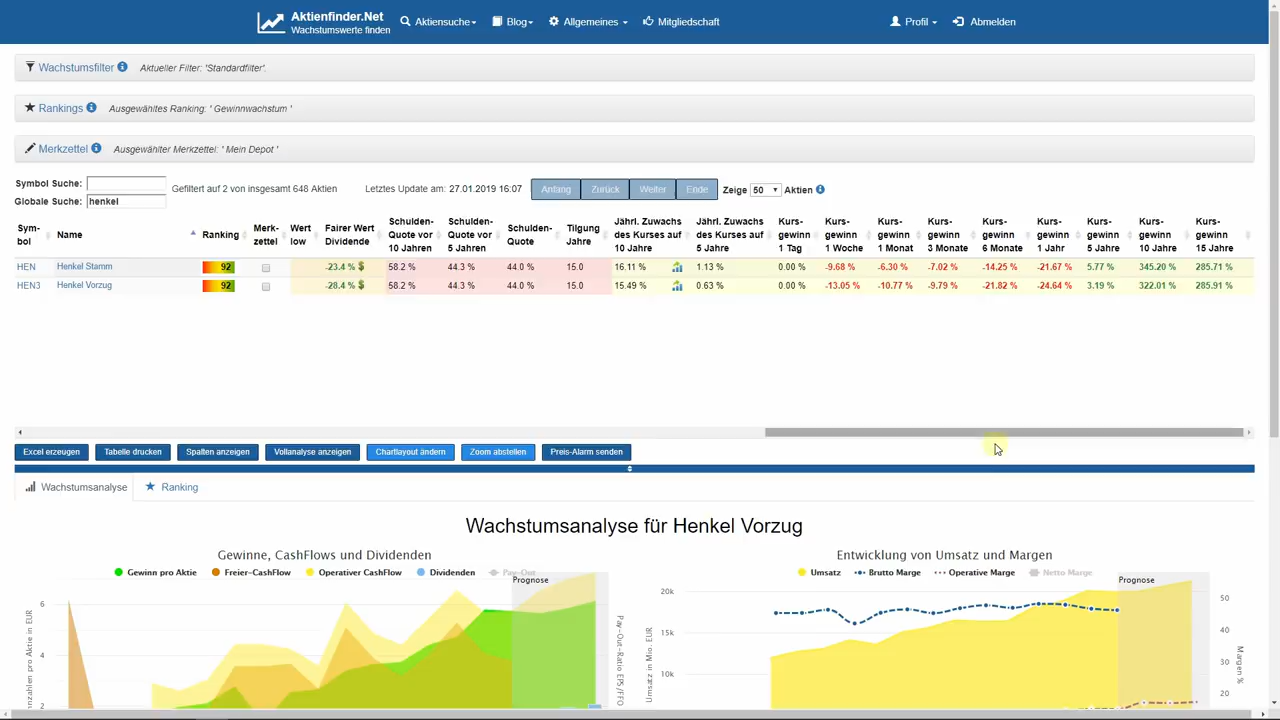 Aktienfinder.Net
Wachstumswerte finden
Aktiensuche
Blog
Allgemeines
Mitgliedschaft
Profil
Abmelden
Wachstumsfilter Aktueller Filter: 'Standardfilter'.
Rankings Ausgewähltes Ranking: ' Gewinnwachstum '
Merkzettel Ausgewählter Merkzettel: ' Mein Depot '
Symbol Suche:
Globale Suche: henkel
Gefiltert auf 2 von insgesamt 648 Aktien
Letztes Update am: 27.01.2019 16:07
Anfang Zurück Weiter Ende
Zeige 50 Aktien
Sym-
bol
Name
Ranking
Merk-
zettel
Wert
low
Fairer Wert
Dividende
Schulden-
Quote vor
10 Jahren
Schulden-
Quote vor
5 Jahren
Schulden-
Quote
Tilgung
Jahre
Jährl. Zuwachs
des Kurses auf
10 Jahre
Jährl. Zuwachs
des Kurses auf
5 Jahre
Kurs-
gewinn
1 Tag
Kurs-
gewinn
1 Woche
Kurs-
gewinn
1 Monat
Kurs-
gewinn
3 Monate
Kurs-
gewinn
6 Monate
Kurs-
gewinn
1 Jahr
Kurs-
gewinn
5 Jahre
Kurs-
gewinn
10 Jahre
Kurs-
gewinn
15 Jahre
HEN Henkel Stamm 92 -23.4 % $ 58.2 % 44.3 % 44.0 % 15.0 16.11 % 1.13 % 0.00 % -9.68 % -6.30 % -7.02 % -14.25 % -21.67 % 5.77 % 345.20 % 285.71 %
HEN3 Henkel Vorzug 92 -28.4 % $ 58.2 % 44.3 % 44.0 % 15.0 15.49 % 0.63 % 0.00 % -13.05 % -10.77 % -9.79 % -21.82 % -24.64 % 3.19 % 322.01 % 285.91 %
Excel erzeugen Tabelle drucken Spalten anzeigen Vollanalyse anzeigen Chartlayout ändern Zoom abstellen Preis-Alarm senden
Wachstumsanalyse Ranking
Wachstumsanalyse für Henkel Vorzug
Gewinne, CashFlows und Dividenden
Gewinn pro Aktie Freier-CashFlow Operativer CashFlow Dividenden Pay-Out
Prognose
6
4
2
Pay-Out-Ratio EPS/FFO
Entwicklung von Umsatz und Margen
Umsatz Brutto Marge Operative Marge Netto Marge
Prognose
20k
15k
10k
Umsatz in Mio. EUR
50
40
30
20
Margen %